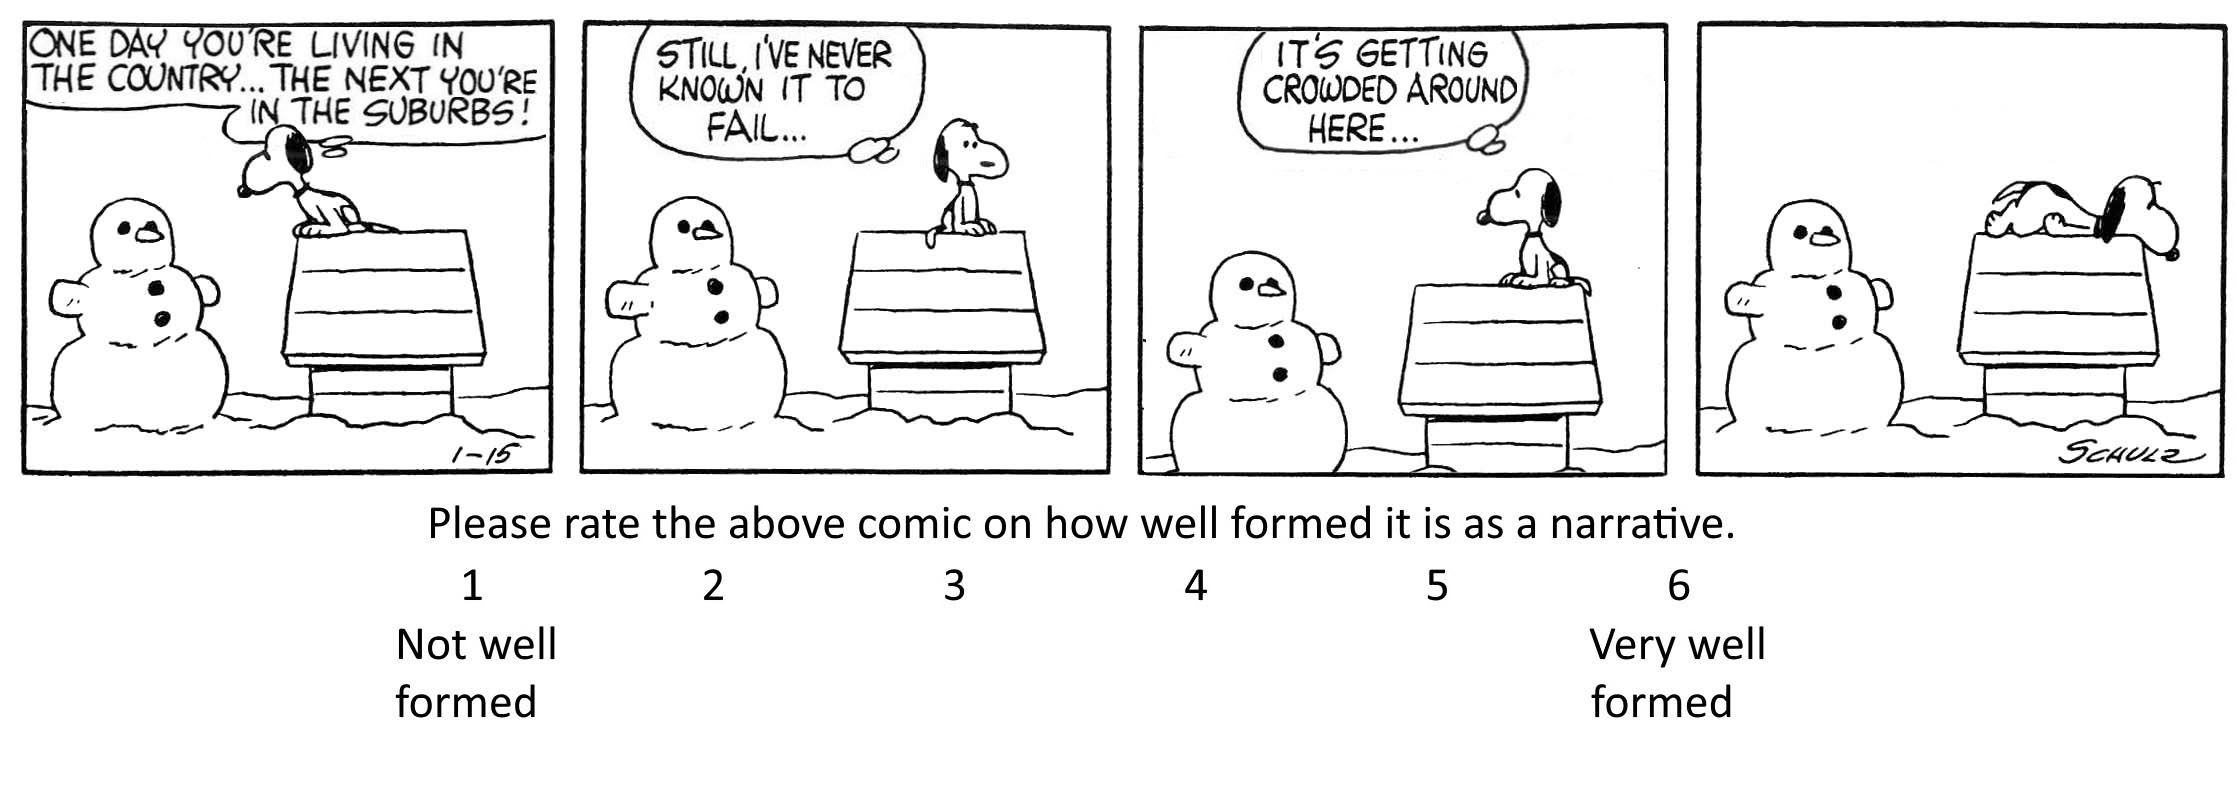 ONE DAY YOU'RE LIVING IN
THE COUNTRY... THE NEXT YOU'RE
IN THE SUBURBS!
STILL, I'VE NEVER
KNOWN IT TO
FAIL...
IT'S GETTING
CROWDED AROUND
HERE...
1-15
SCHULZ
Please rate the above comic on how well formed it is as a narrative.
1 2 3 4 5 6
Not well
formed
Very well
formed